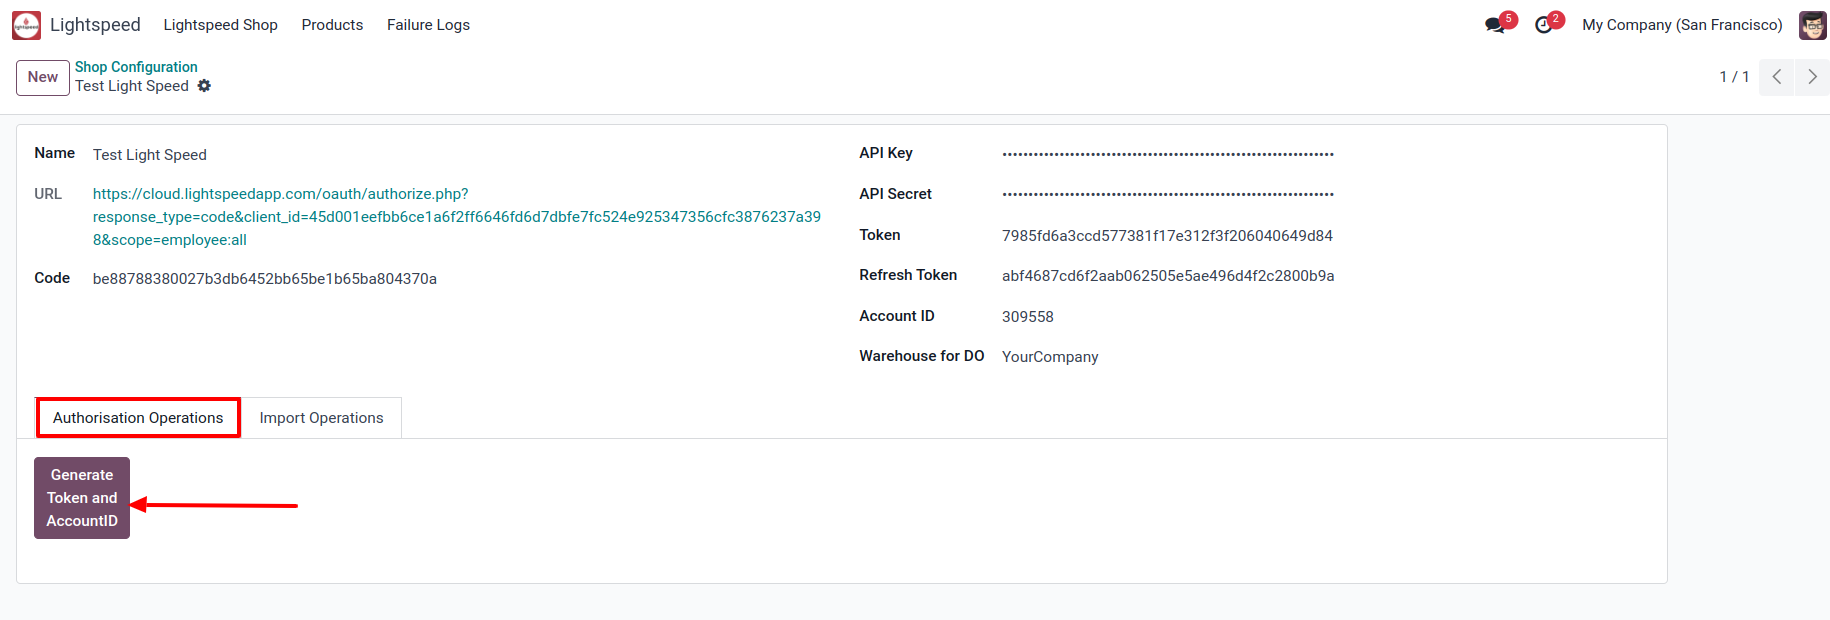 Lightspeed Lightspeed Shop Products Failure Logs 5 2 My Company (San Francisco)
New Shop Configuration
Test Light Speed 1 / 1
Name Test Light Speed API Key ••••••••••••••••••••••••••••••••••••••••••••••••••••••••••••••••
URL https://cloud.lightspeedapp.com/oauth/authorize.php? API Secret ••••••••••••••••••••••••••••••••••••••••••••••••••••••••••••••••
response_type=code&client_id=45d001eefbb6ce1a6f2ff6646fd6d7dbfe7fc524e925347356cfc3876237a39
8&scope=employee:all
Token 7985fd6a3ccd577381f17e312f3f206040649d84
Code be88788380027b3db6452bb65be1b65ba804370a Refresh Token abf4687cd6f2aab062505e5ae496d4f2c2800b9a
Account ID 309558
Warehouse for DO YourCompany
Authorisation Operations Import Operations
Generate
Token and
AccountID